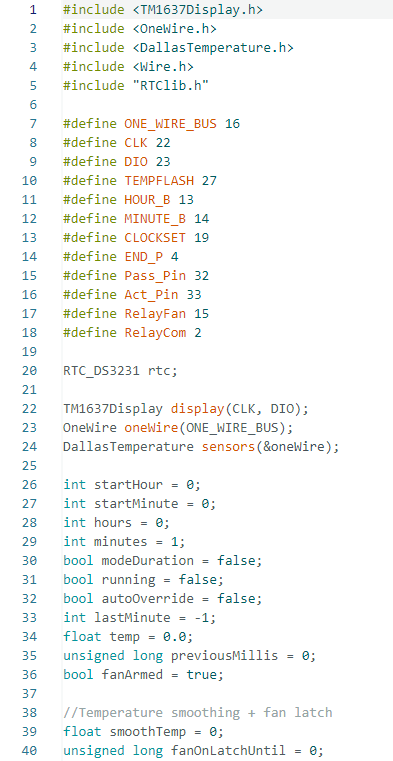 1 #include <TM1637Display.h>
2 #include <OneWire.h>
3 #include <DallasTemperature.h>
4 #include <Wire.h>
5 #include "RTClib.h"
6
7 #define ONE_WIRE_BUS 16
8 #define CLK 22
9 #define DIO 23
10 #define TEMPFLASH 27
11 #define HOUR_B 13
12 #define MINUTE_B 14
13 #define CLOCKSET 19
14 #define END_P 4
15 #define Pass_Pin 32
16 #define Act_Pin 33
17 #define RelayFan 15
18 #define RelayCom 2
19
20 RTC_DS3231 rtc;
21
22 TM1637Display display(CLK, DIO);
23 OneWire oneWire(ONE_WIRE_BUS);
24 DallasTemperature sensors(&oneWire);
25
26 int startHour = 0;
27 int startMinute = 0;
28 int hours = 0;
29 int minutes = 1;
30 bool modeDuration = false;
31 bool running = false;
32 bool autoOverride = false;
33 int lastMinute = -1;
34 float temp = 0.0;
35 unsigned long previousMillis = 0;
36 bool fanArmed = true;
37
38 //Temperature smoothing + fan latch
39 float smoothTemp = 0;
40 unsigned long fanOnLatchUntil = 0;